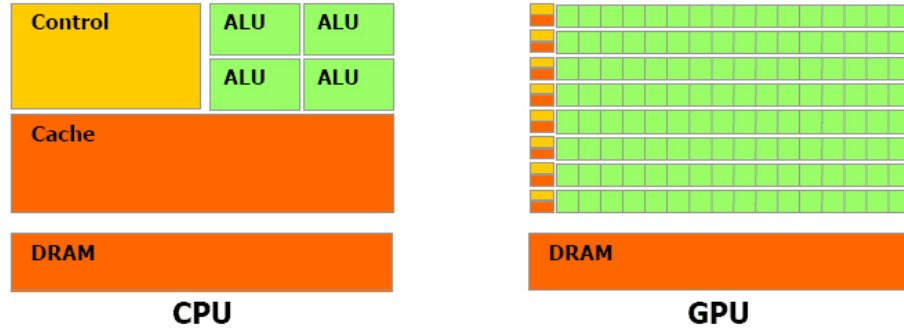 Control
ALU
ALU
ALU
ALU
Cache
DRAM
CPU
DRAM
GPU